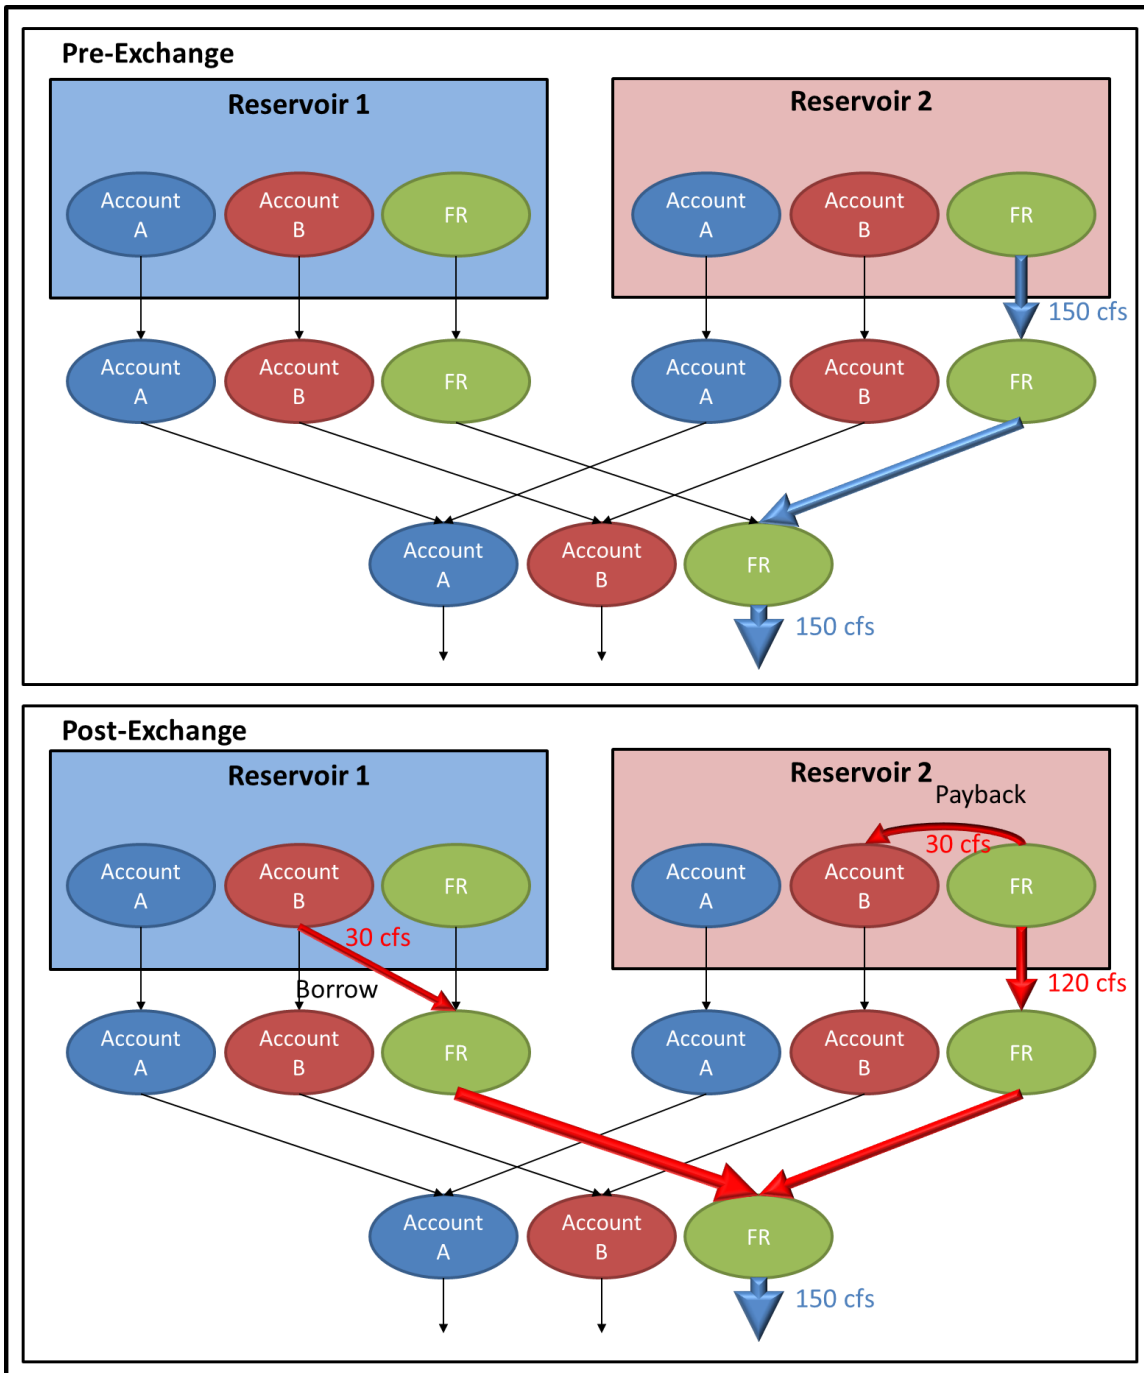 Pre-Exchange
Reservoir 1
Reservoir 2
Account
A
Account
B
FR
Account
A
Account
B
FR
150 cfs
Account
A
Account
B
FR
Account
A
Account
B
FR
Account
A
Account
B
FR
150 cfs
Post-Exchange
Reservoir 1
Reservoir 2
Payback
30 cfs
Account
A
Account
B
FR
Account
A
Account
B
FR
30 cfs
Borrow
120 cfs
Account
A
Account
B
FR
Account
A
Account
B
FR
Account
A
Account
B
FR
150 cfs